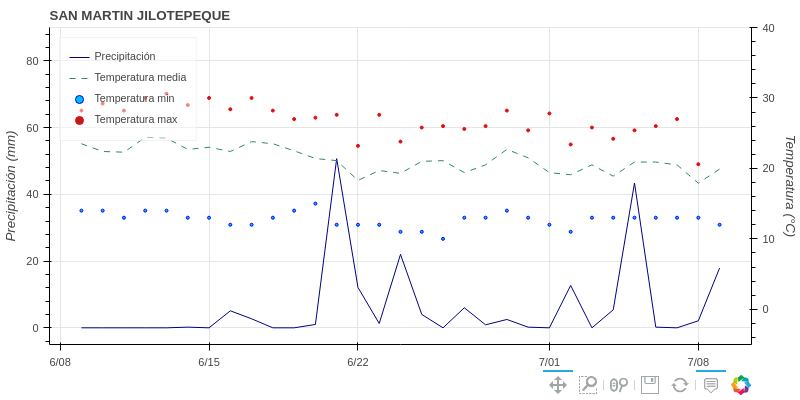 SAN MARTIN JILOTEPEQUE
Precipitación
Temperatura media
Temperatura min
Temperatura max
Precipitación (mm)
80
60
40
20
0
Temperatura (°C)
40
30
20
10
0
6/08
6/15
6/22
7/01
7/08